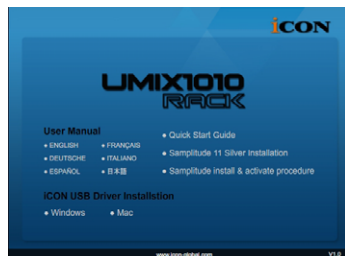 iCON
UMIX1010
RACK
User Manual
• ENGLISH
• FRANÇAIS
• DEUTSCHE
• ITALIANO
• ESPAÑOL
• 日本語
• Quick Start Guide
• Samplitude 11 Silver Installation
• Samplitude install & activate procedure
iCON USB Driver Installstion
• Windows
• Mac
www.icon-global.com
V1.0